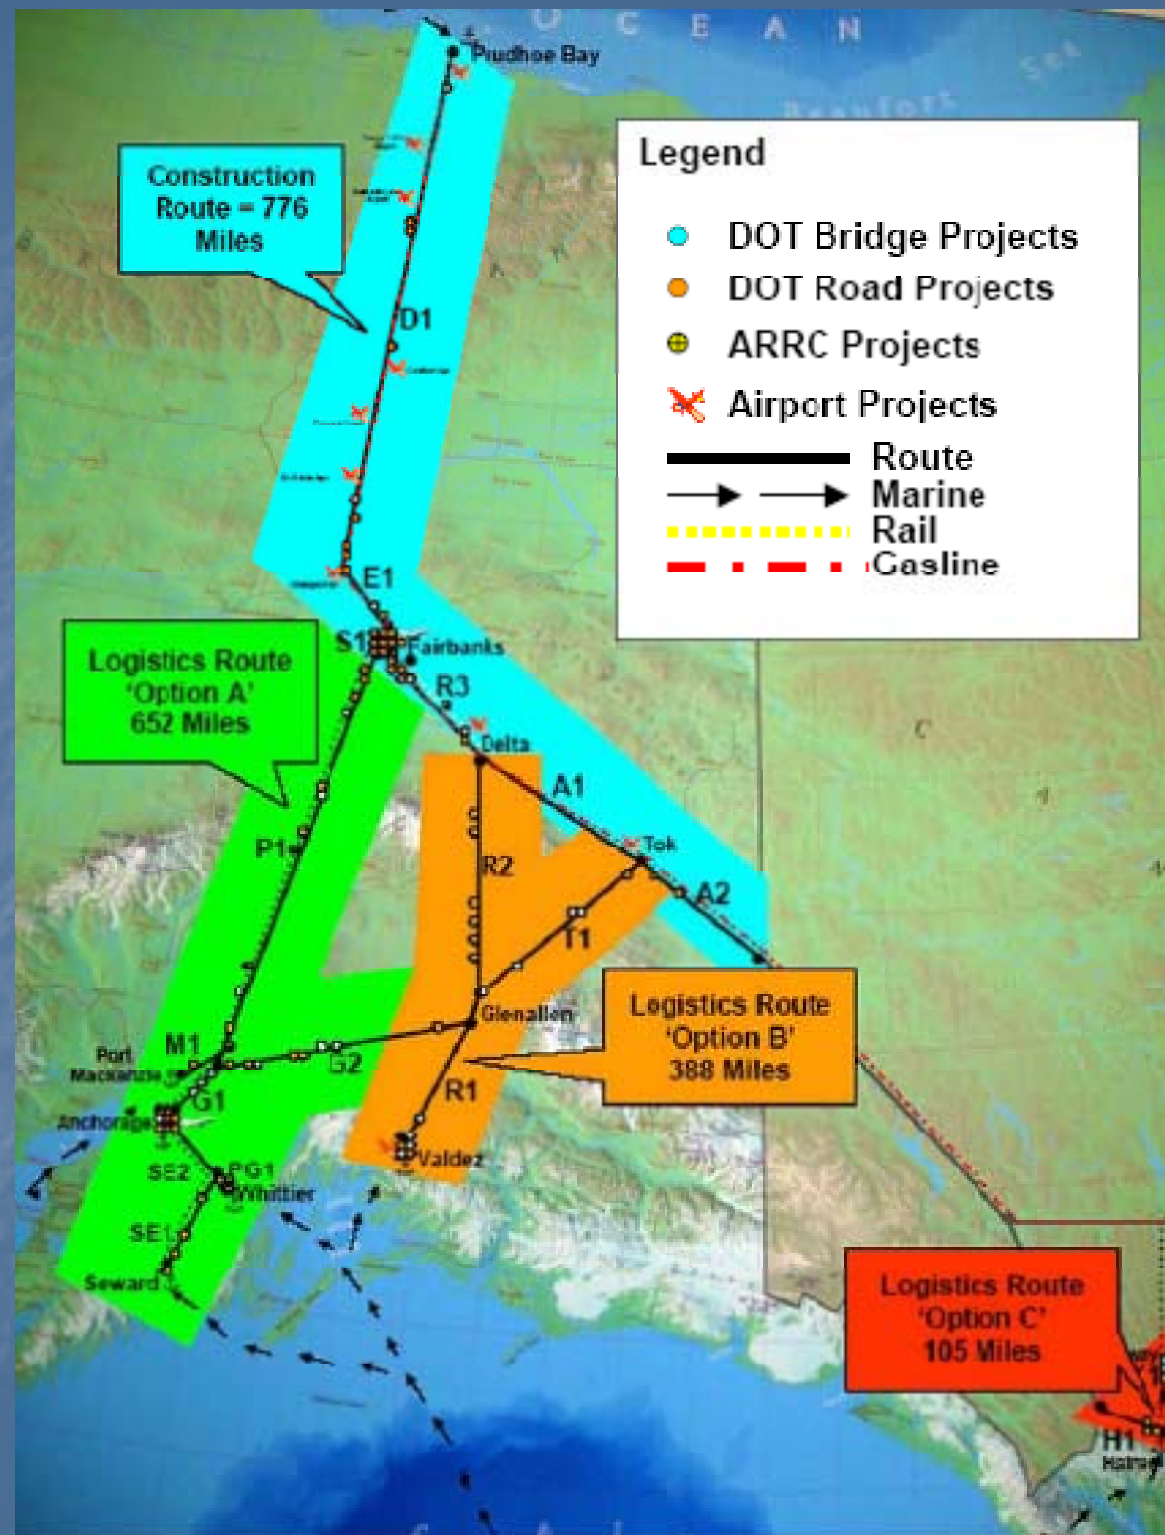 O C E A N
Prudhoe Bay
Beaufort Sea
Legend
DOT Bridge Projects
DOT Road Projects
ARRC Projects
Airport Projects
Route
Marine
Rail
Gasline
Construction
Route = 776
Miles
D1
E1
S1
Fairbanks
R3
Logistics Route
'Option A'
652 Miles
Delta
A1
C
A
P1
R2
Tok
A2
T1
Glenallen
Logistics Route
'Option B'
388 Miles
M1
Port
Mackenzie
G2
G1
R1
Anchorage
Valdez
SE2
PG1
Whittier
SE1
Seward
Logistics Route
'Option C'
105 Miles
H1